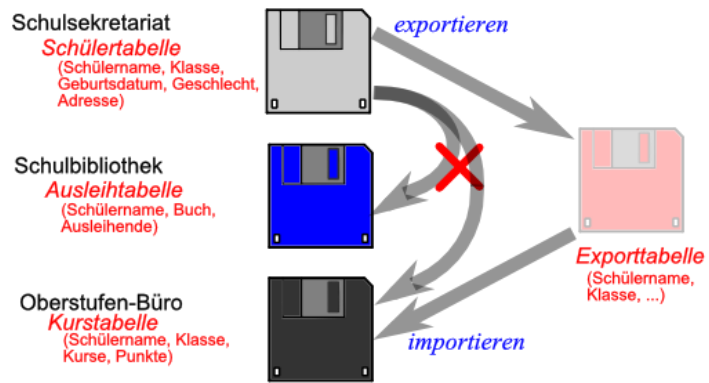 Schulsekretariat
Schülertabelle
(Schülername, Klasse,
Geburtsdatum, Geschlecht,
Adresse)
exportieren
Schulbibliothek
Ausleihtabelle
(Schülername, Buch,
Ausleihende)
Exporttabelle
(Schülername,
Klasse, ...)
Oberstufen-Büro
Kurstabelle
(Schülername, Klasse,
Kurse, Punkte)
importieren